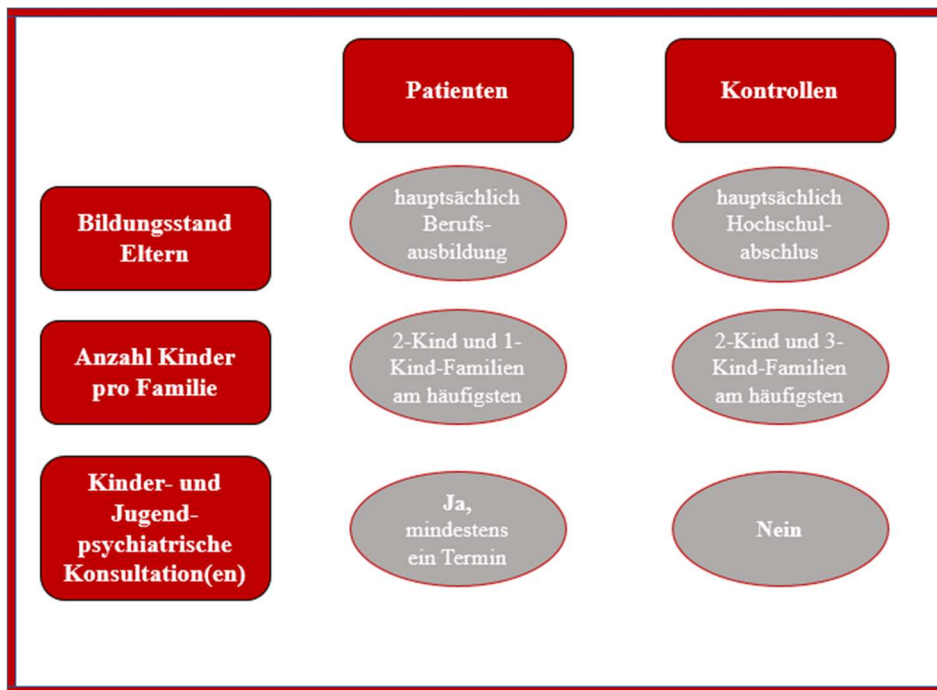 Patienten
Kontrollen
Bildungsstand
Eltern
hauptsächlich
Berufs-
ausbildung
hauptsächlich
Hochschul-
abschlus
Anzahl Kinder
pro Familie
2-Kind und 1-
Kind-Familien
am häufigsten
2-Kind und 3-
Kind-Familien
am häufigsten
Kinder- und
Jugend-
psychiatrische
Konsultation(en)
Ja,
mindestens
ein Termin
Nein